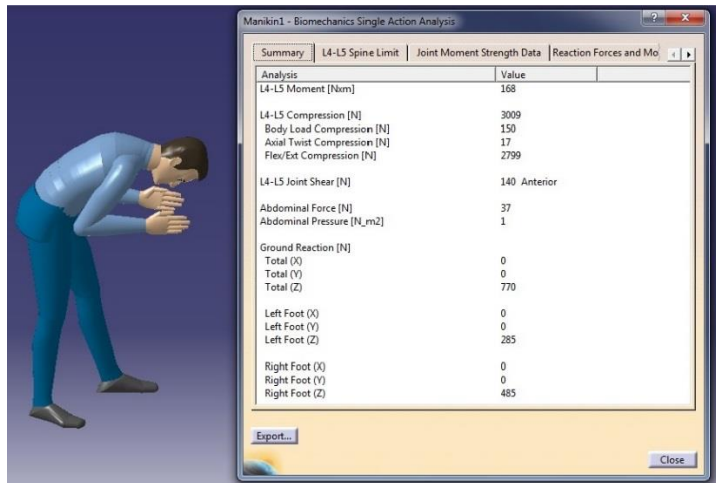 Manikin1 - Biomechanics Single Action Analysis
Summary L4-L5 Spine Limit Joint Moment Strength Data Reaction Forces and Mo
Analysis Value
L4-L5 Moment [Nxm] 168
L4-L5 Compression [N] 3009
Body Load Compression [N] 150
Axial Twist Compression [N] 17
Flex/Ext Compression [N] 2799
L4-L5 Joint Shear [N] 140 Anterior
Abdominal Force [N] 37
Abdominal Pressure [N_m2] 1
Ground Reaction [N]
Total (X) 0
Total (Y) 0
Total (Z) 770
Left Foot (X) 0
Left Foot (Y) 0
Left Foot (Z) 285
Right Foot (X) 0
Right Foot (Y) 0
Right Foot (Z) 485
Export...
Close